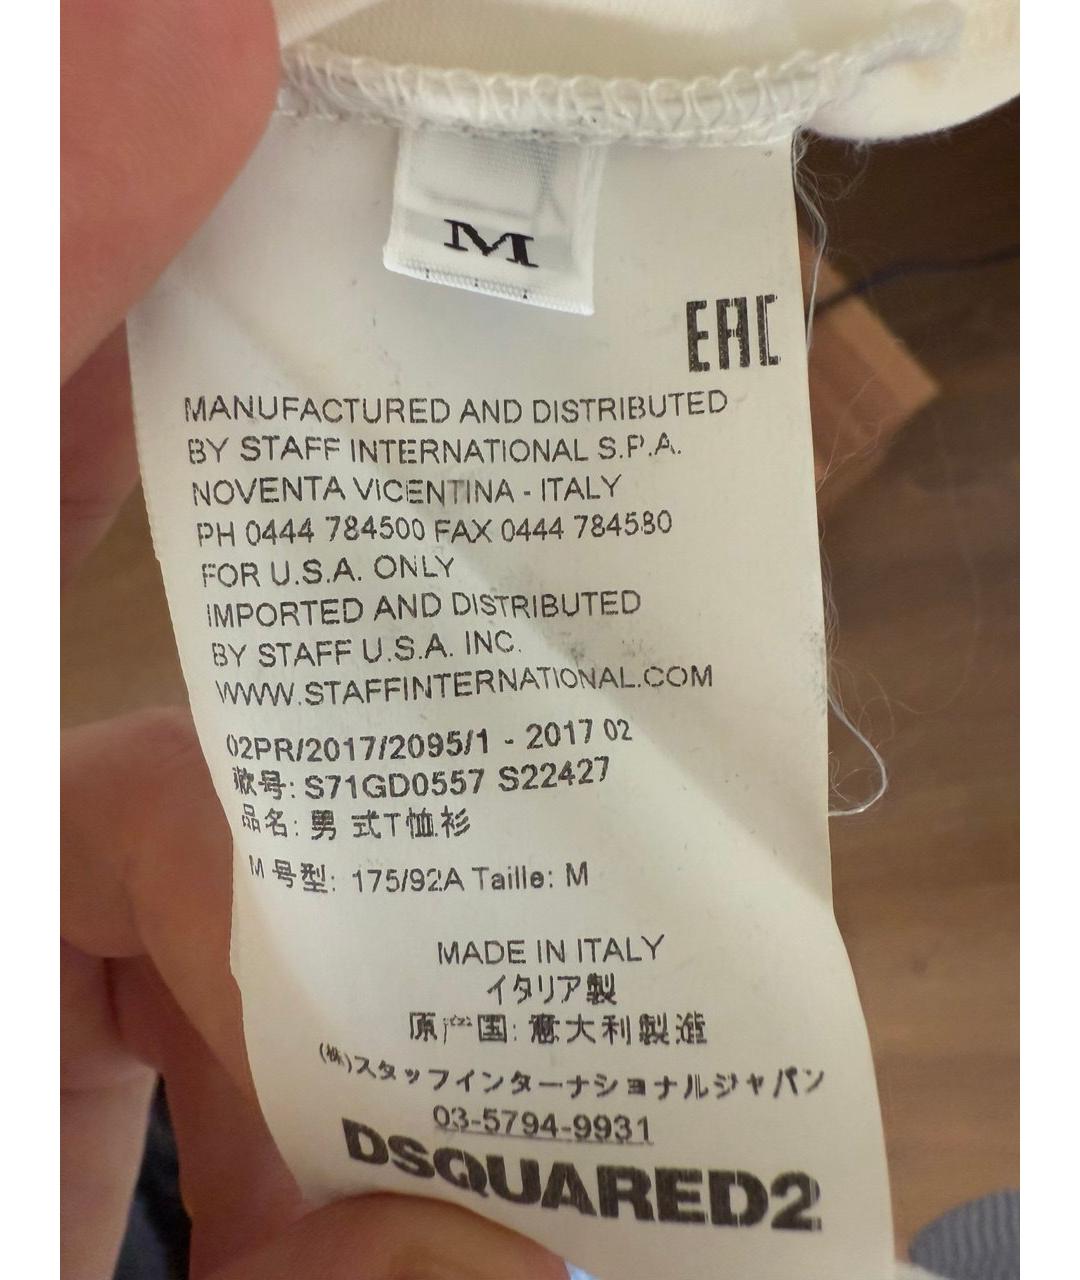 M
EAC
MANUFACTURED AND DISTRIBUTED
BY STAFF INTERNATIONAL S.P.A.
NOVENTA VICENTINA - ITALY
PH 0444 784500 FAX 0444 784580
FOR U.S.A. ONLY
IMPORTED AND DISTRIBUTED
BY STAFF U.S.A. INC.
WWW.STAFFINTERNATIONAL.COM
02PR/2017/2095/1 - 2017 02
款号: S71GD0557 S22427
品名: 男 式T恤衫
M 号型: 175/92A Taille: M
MADE IN ITALY
イタリア製
原产国: 意大利製造
(株)スタッフインターナショナルジャパン
03-5794-9931
DSQUARED2